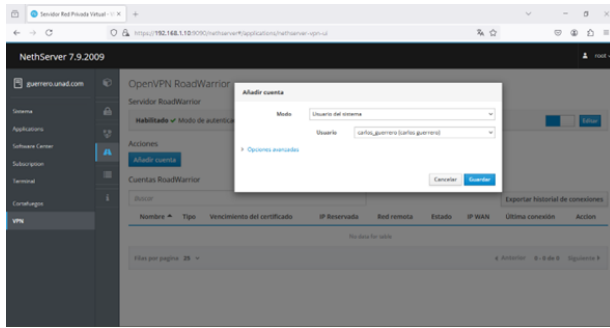 Servidor Red Privada Virtual - U
https://192.168.1.10:9090/nethserver#/applications/nethserver-vpn-ui
NethServer 7.9.2009
root
guerrero.unad.com
Sistema
Applications
Software Center
Subscription
Terminal
Cortafuegos
VPN
OpenVPN RoadWarrior
Servidor RoadWarrior
Habilitado ✔ Modo de autentica
Editar
Acciones
Añadir cuenta
Cuentas RoadWarrior
Buscar
Exportar historial de conexiones
Nombre Tipo Vencimiento del certificado IP Reservada Red remota Estado IP WAN Última conexión Accion
No data for table
Filas por pagina 25
Anterior 0 - 0 de 0 Siguiente
Añadir cuenta
Modo Usuario del sistema
Usuario carlos_guerrero (carlos guerrero)
Opciones avanzadas
Cancelar Guardar